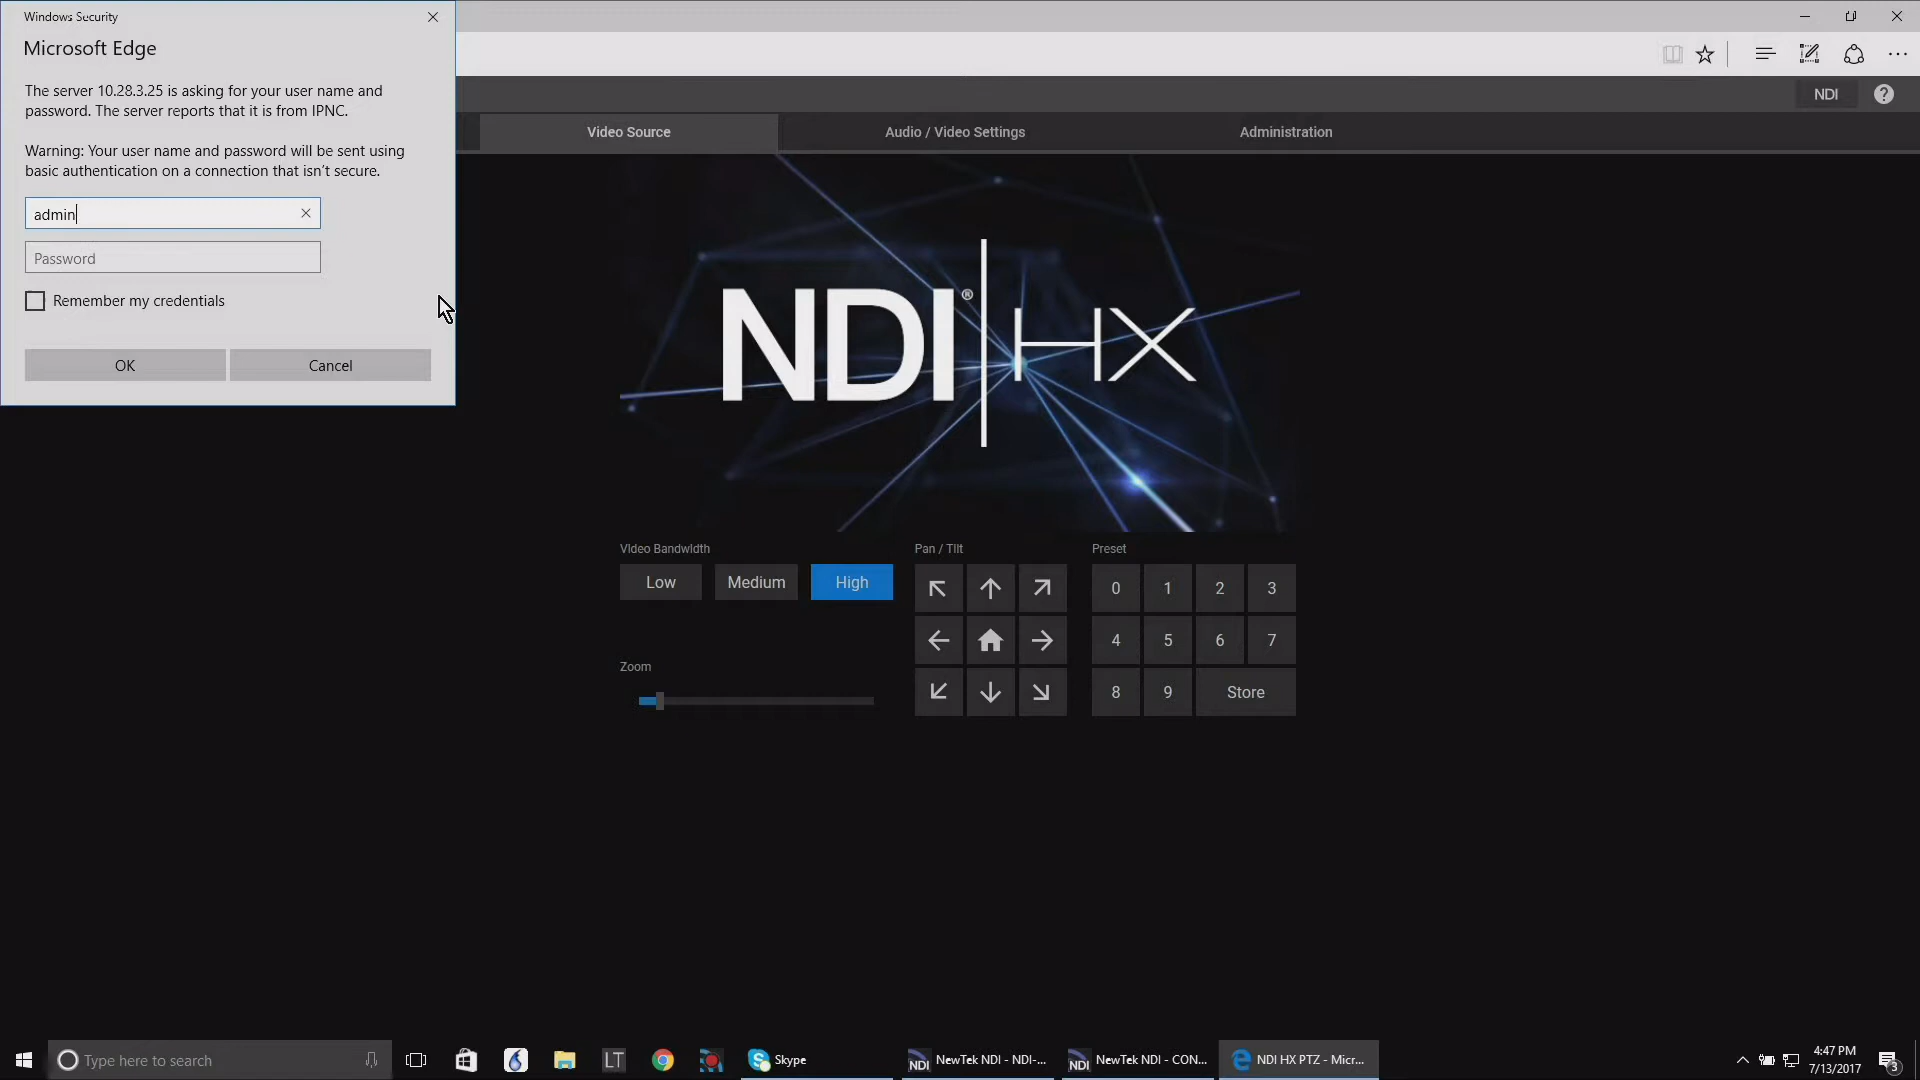 Windows Security
Microsoft Edge
The server 10.28.3.25 is asking for your user name and
password. The server reports that it is from IPNC.
Warning: Your user name and password will be sent using
basic authentication on a connection that isn't secure.
admin
Password
Remember my credentials
OK
Cancel
NDI
?
Video Source
Audio / Video Settings
Administration
NDI® HX
Video Bandwidth
Low
Medium
High
Zoom
Pan / Tilt
Preset
0 1 2 3
4 5 6 7
8 9 Store
Type here to search
LT
Skype
NDI
NewTek NDI - NDI-...
NDI
NewTek NDI - CON...
NDI HX PTZ - Micr...
4:47 PM
7/13/2017
3